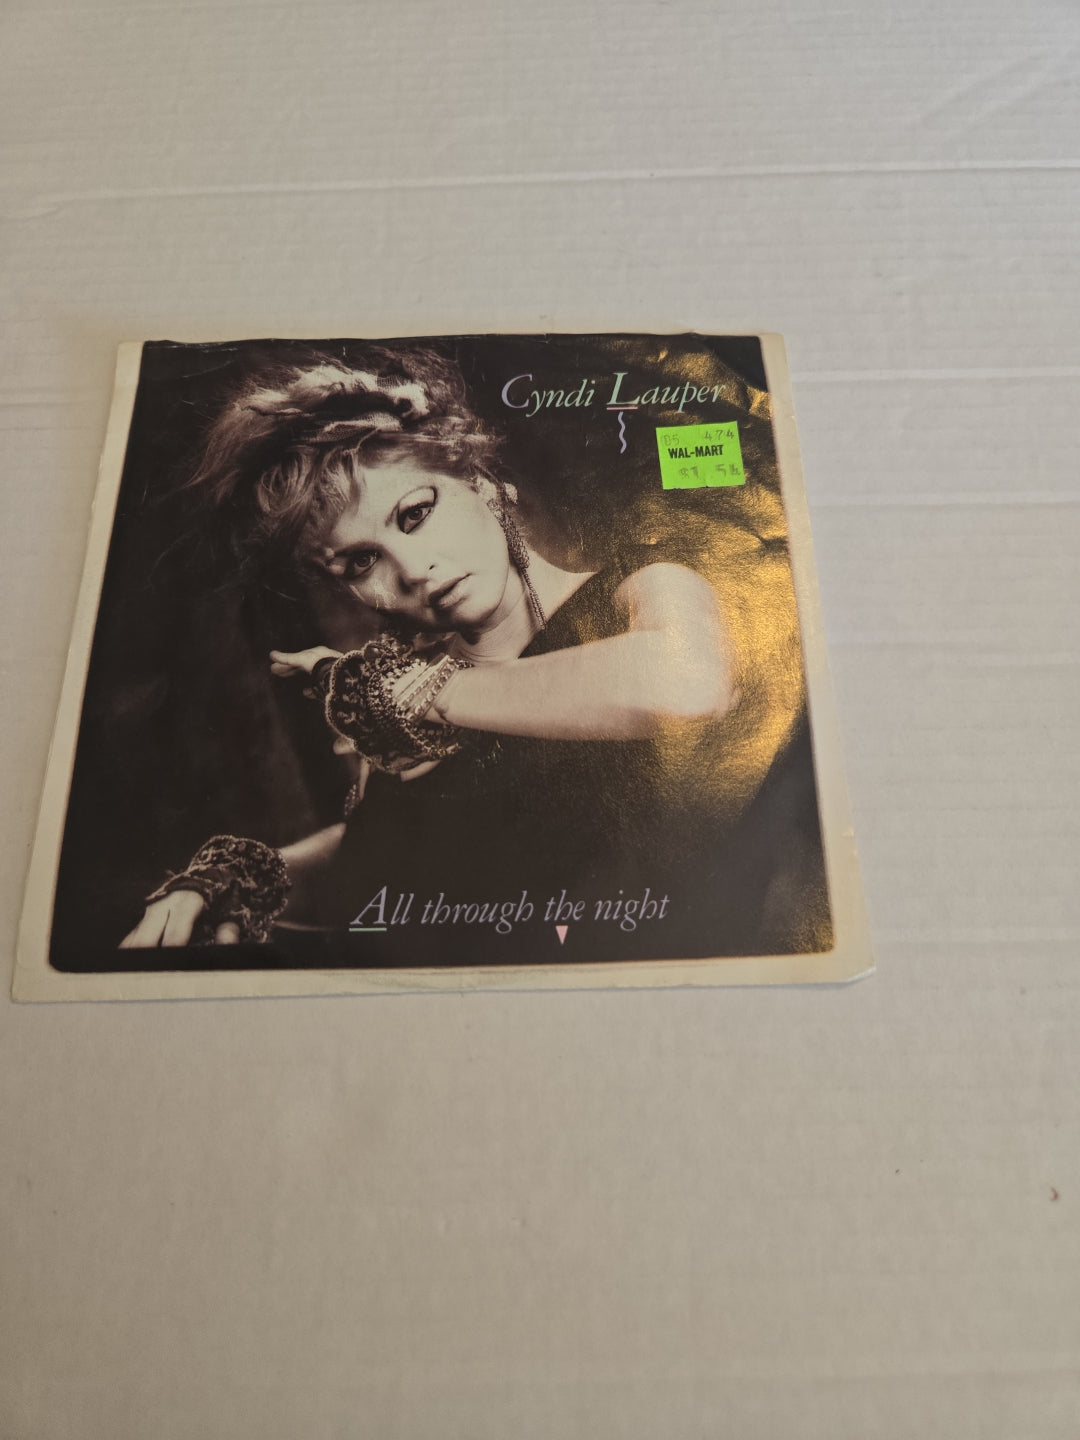 Cyndi Lauper
WAL-MART
All through the night